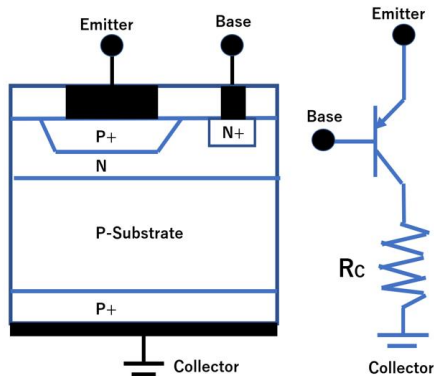 Emitter
Base
P+
N+
N
P-Substrate
P+
Collector
Emitter
Base
Rc
Collector